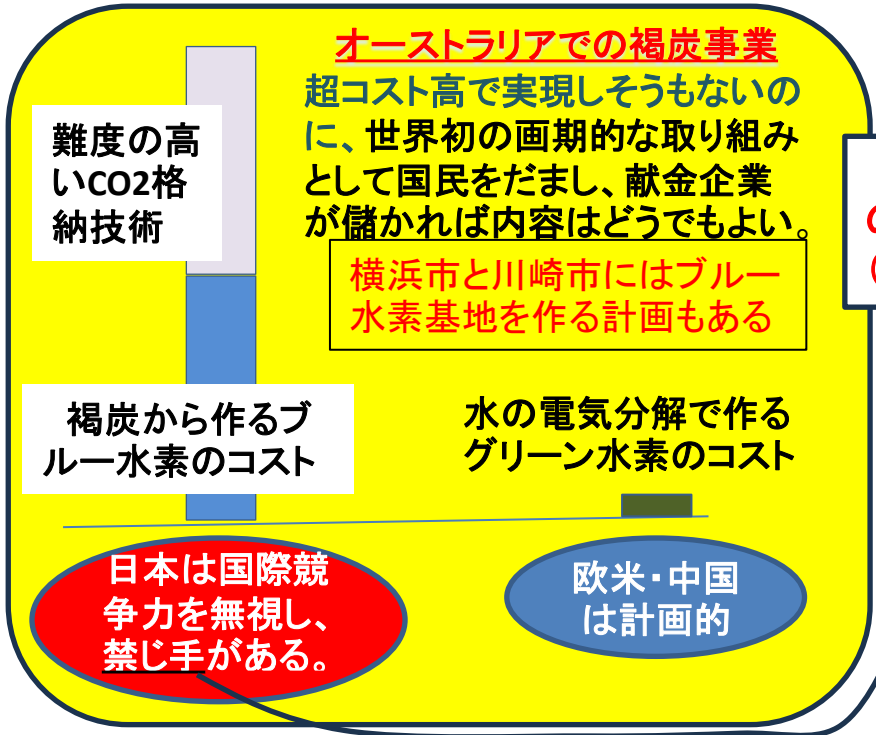 オーストラリアでの褐炭事業
超コスト高で実現しそうもないの
に、世界初の画期的な取り組み
として国民をだまし、献金企業
が儲かれば内容はどうでもよい。
難度の高
いCO2格
納技術
横浜市と川崎市にはブルー
水素基地を作る計画もある
褐炭から作るブ
ルー水素のコスト
水の電気分解で作る
グリーン水素のコスト
日本は国際競
争力を無視し、
禁じ手がある。
欧米・中国
は計画的